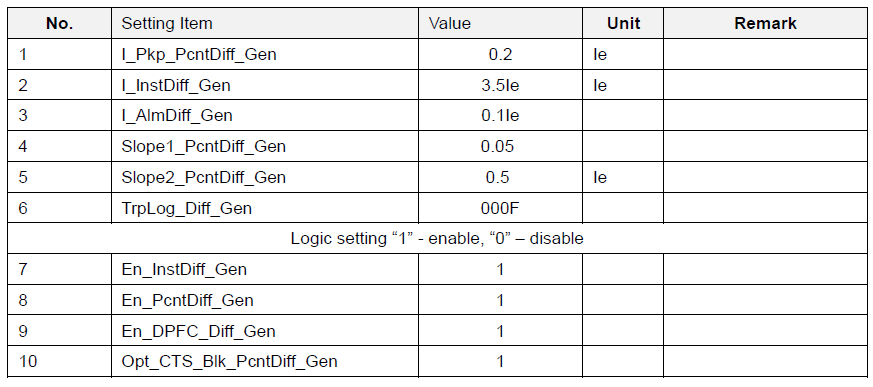 No. Setting Item Value Unit Remark
1 I_Pkp_PcntDiff_Gen 0.2 Ie
2 I_InstDiff_Gen 3.5Ie Ie
3 I_AlmDiff_Gen 0.1Ie
4 Slope1_PcntDiff_Gen 0.05
5 Slope2_PcntDiff_Gen 0.5 Ie
6 TrpLog_Diff_Gen 000F
Logic setting “1” - enable, “0” – disable
7 En_InstDiff_Gen 1
8 En_PcntDiff_Gen 1
9 En_DPFC_Diff_Gen 1
10 Opt_CTS_Blk_PcntDiff_Gen 1